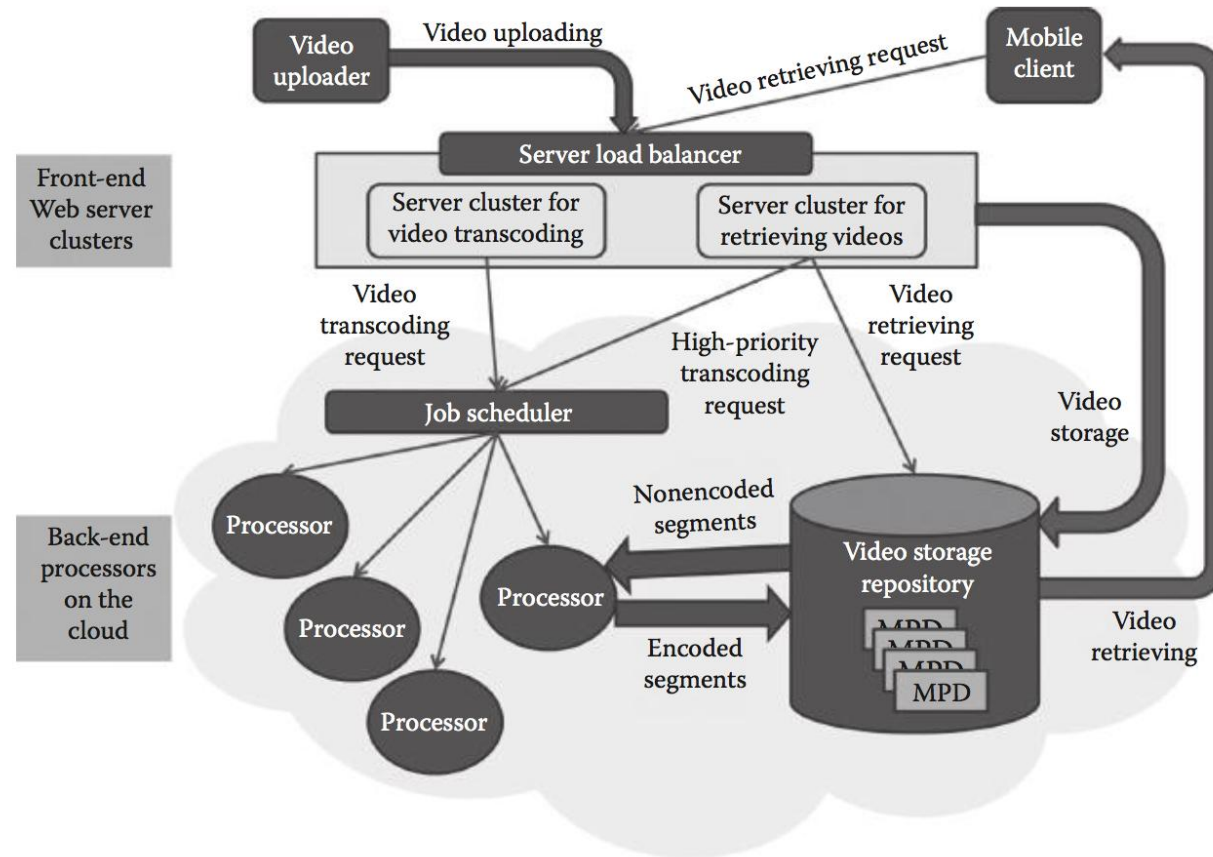 Video
uploader
Video uploading
Video retrieving request
Mobile
client
Server load balancer
Front-end
Web server
clusters
Server cluster for
video transcoding
Server cluster for
retrieving videos
Video
transcoding
request
High-priority
transcoding
request
Video
retrieving
request
Video
storage
Job scheduler
Back-end
processors
on the
cloud
Processor
Processor
Processor
Processor
Nonencoded
segments
Encoded
segments
Video storage
repository
MPD
MPD
MPD
MPD
Video
retrieving